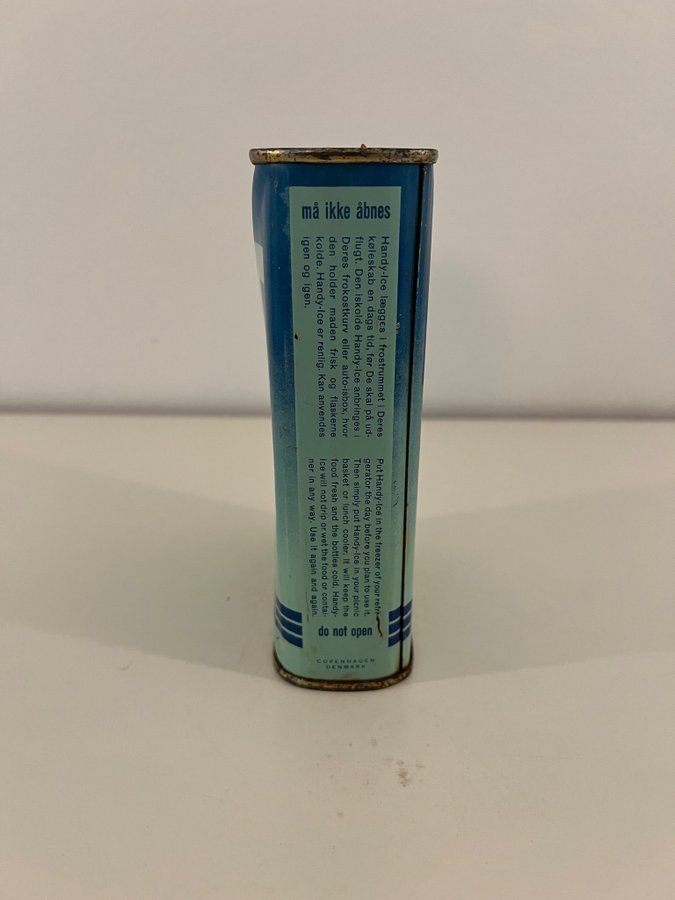 må ikke åbnes
Handy-Ice lægges i frostrummet i Deres
køleskab en dags tid, før De skal på ud-
flugt. Den iskolde Handy-Ice anbringes i
Deres frokostkurv eller auto-isbox, hvor
den holder maden frisk og flaskerne
kolde. Handy-Ice er renlig. Kan anvendes
igen og igen.
Put Handy-Ice in the freezer of your refri-
gerator the day before you plan to use it.
Then simply put Handy-Ice in your picnic
basket or lunch cooler. It will keep the
food fresh and the bottles cold. Handy-
Ice will not drip or wet the food or contai-
ner in any way. Use it again and again.
do not open
COPENHAGEN
DENMARK